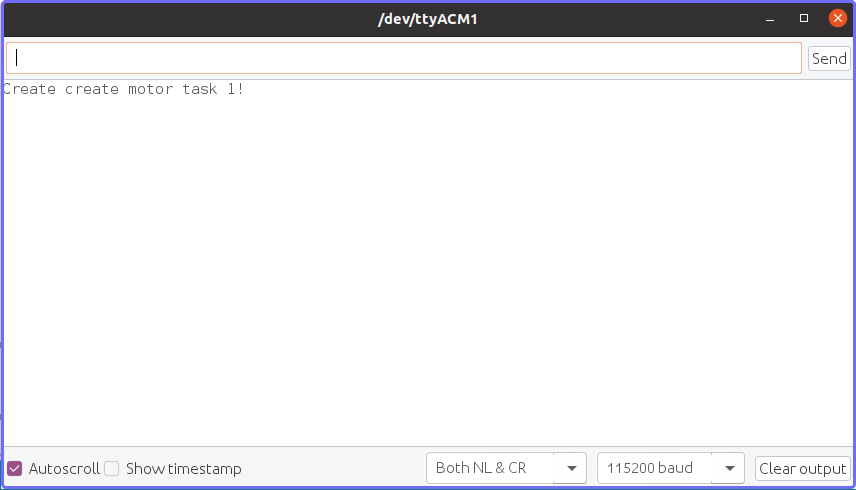 /dev/ttyACM1
Send
Create create motor task 1!
Autoscroll Show timestamp Both NL & CR 115200 baud Clear output